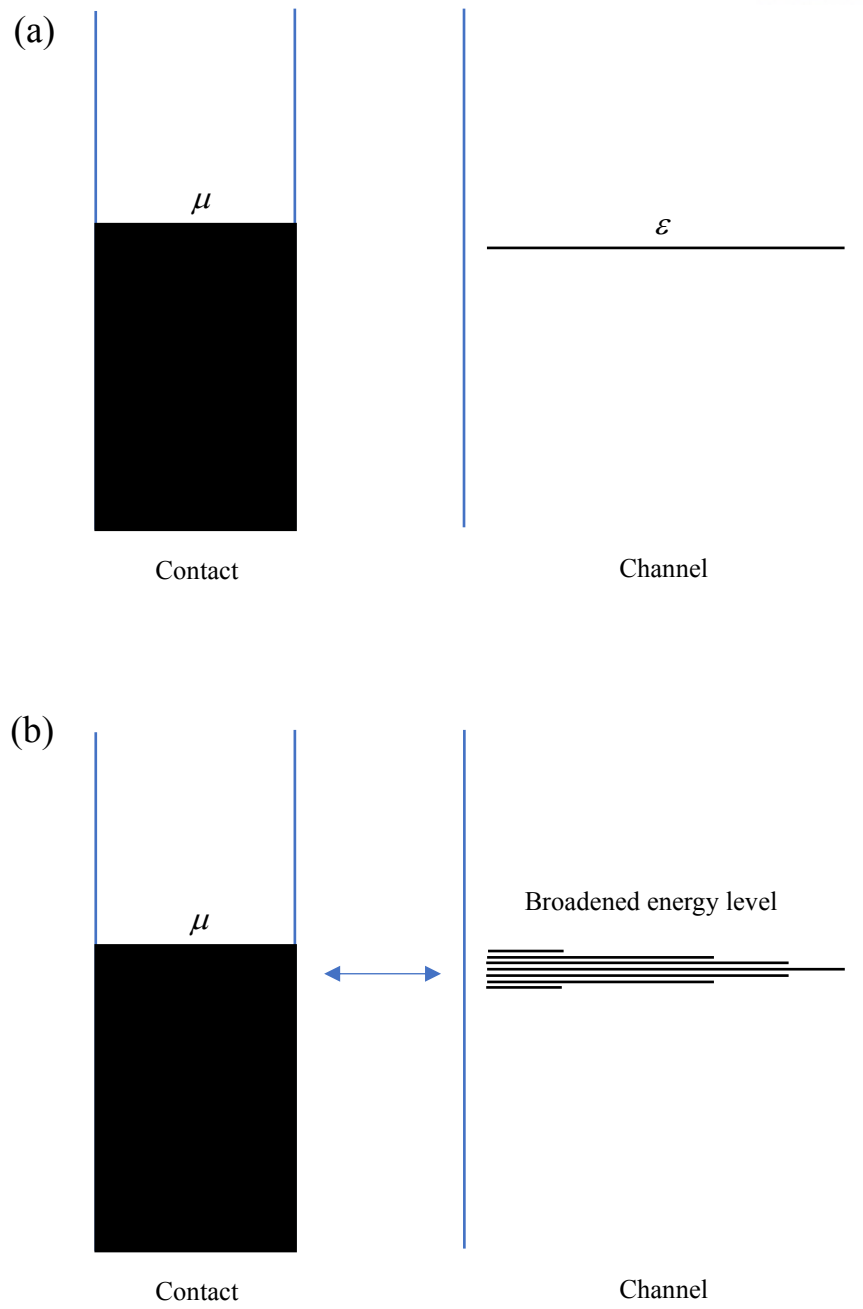 (a)
μ
ε
Contact Channel
(b)
Broadened energy level
μ
Contact Channel